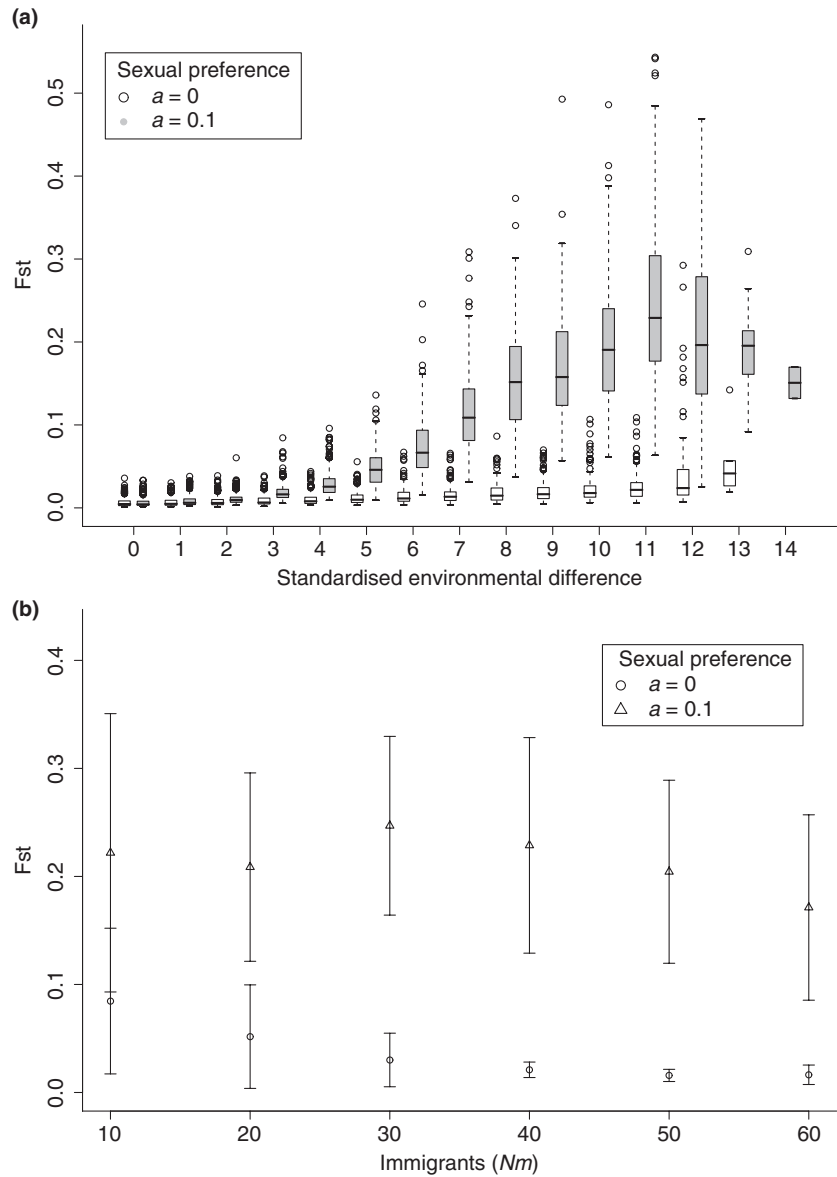 (a)
Sexual preference
a = 0
a = 0.1
0.5
0.4
0.3
0.2
0.1
0.0
Fst
0 1 2 3 4 5 6 7 8 9 10 11 12 13 14
Standardised environmental difference
(b)
Sexual preference
a = 0
a = 0.1
0.4
0.3
0.2
0.1
0.0
Fst
10 20 30 40 50 60
Immigrants (Nm)